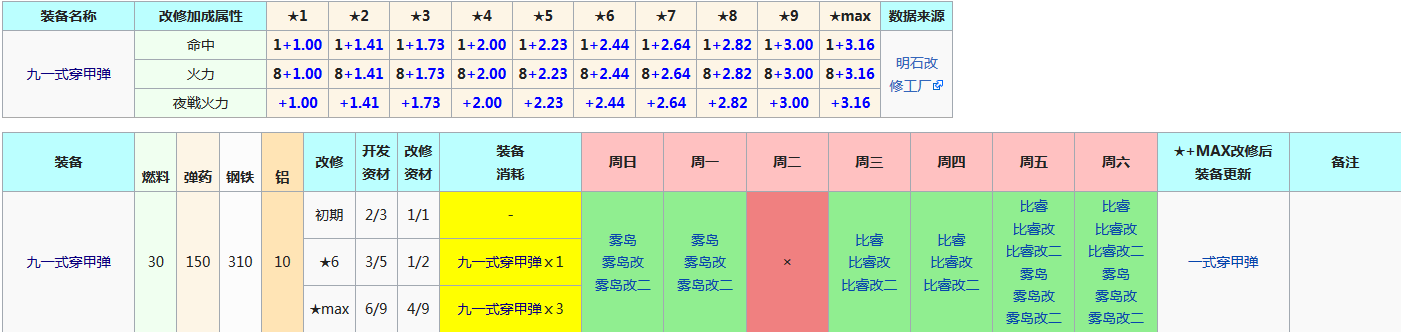 装备名称 改修加成属性 ★1 ★2 ★3 ★4 ★5 ★6 ★7 ★8 ★9 ★max 数据来源
九一式穿甲弹 命中 1+1.00 1+1.41 1+1.73 1+2.00 1+2.23 1+2.44 1+2.64 1+2.82 1+3.00 1+3.16 明石改
修工厂
火力 8+1.00 8+1.41 8+1.73 8+2.00 8+2.23 8+2.44 8+2.64 8+2.82 8+3.00 8+3.16
夜戦火力 +1.00 +1.41 +1.73 +2.00 +2.23 +2.44 +2.64 +2.82 +3.00 +3.16
装备 燃料 弹药 钢铁 铝 改修 开发
资材 改修
资材 装备
消耗 周日 周一 周二 周三 周四 周五 周六 ★+MAX改修后
装备更新 备注
九一式穿甲弹 30 150 310 10 初期 2/3 1/1 -
★6 3/5 1/2 九一式穿甲弹 x 1
★max 6/9 4/9 九一式穿甲弹 x 3
雾岛
雾岛改
雾岛改二
雾岛
雾岛改
雾岛改二
×
比睿
比睿改
比睿改二
比睿
比睿改
比睿改二
比睿
比睿改
比睿改二
雾岛
雾岛改
雾岛改二
比睿
比睿改
比睿改二
雾岛
雾岛改
雾岛改二
一式穿甲弹